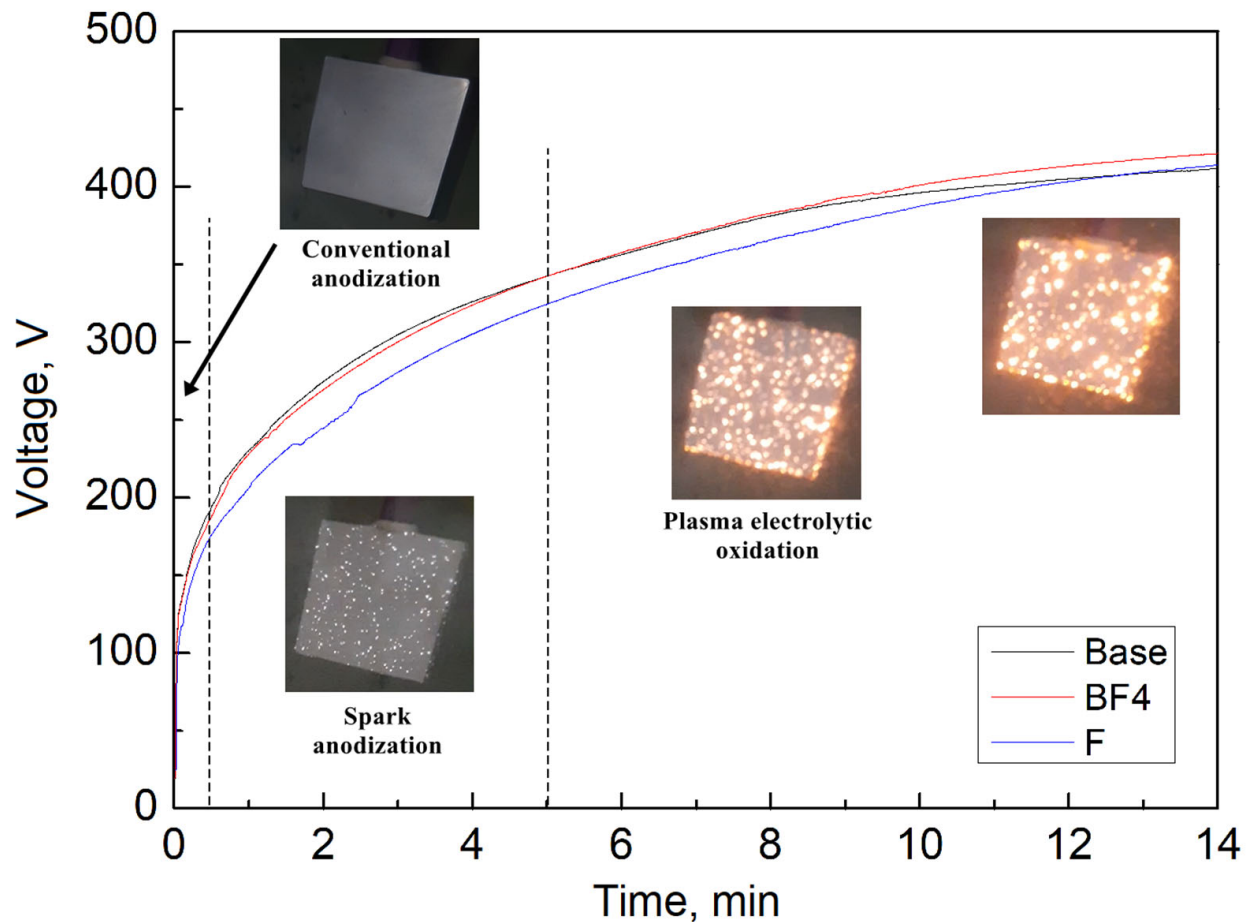 500
400
300
200
100
0
Voltage, V
Conventional
anodization
Spark
anodization
Plasma electrolytic
oxidation
Base
BF4
F
0 2 4 6 8 10 12 14
Time, min